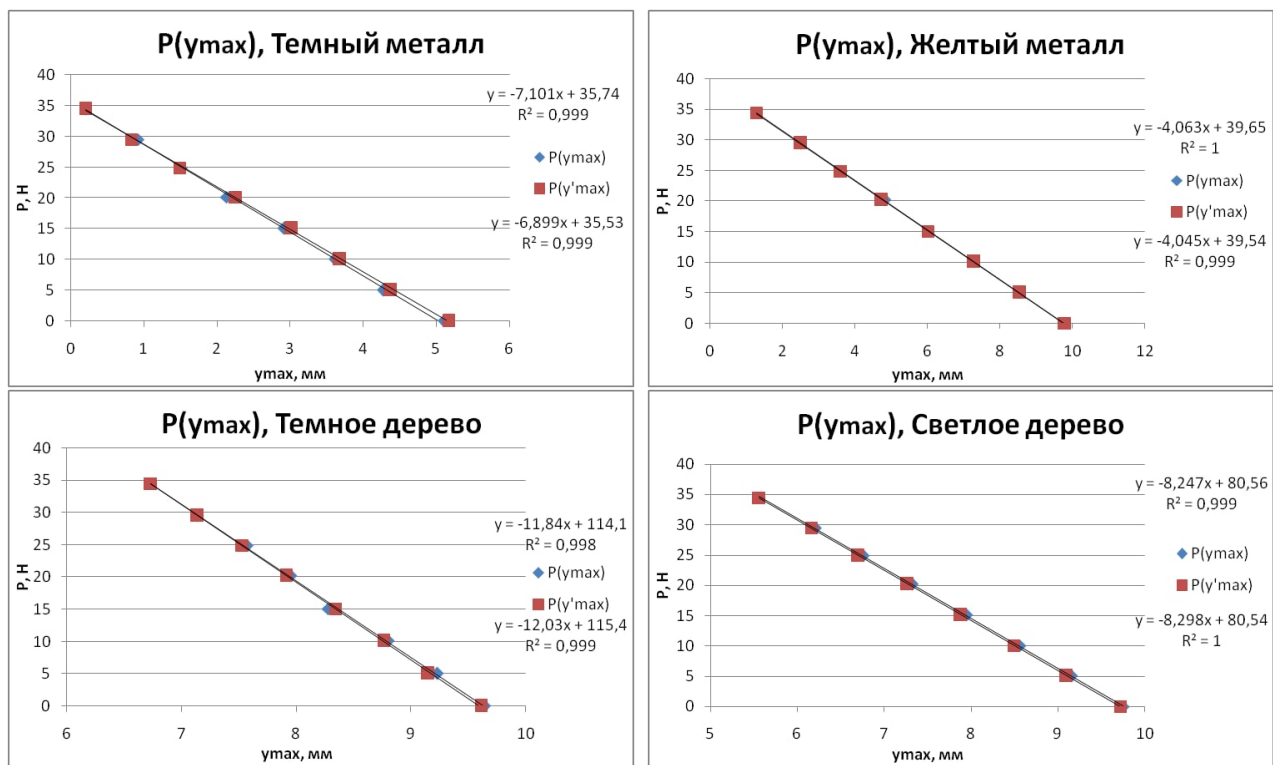 P(ymax), Темный металл
40
35
30
25
20
15
10
5
0
P, Н
0 1 2 3 4 5 6
ymax, мм
y = -7,101x + 35,74
R² = 0,999
P(ymax)
P(y'max)
y = -6,899x + 35,53
R² = 0,999
P(ymax), Желтый металл
40
35
30
25
20
15
10
5
0
P, Н
0 2 4 6 8 10 12
ymax, мм
y = -4,063x + 39,65
R² = 1
P(ymax)
P(y'max)
y = -4,045x + 39,54
R² = 0,999
P(ymax), Темное дерево
40
35
30
25
20
15
10
5
0
P, Н
6 7 8 9 10
ymax, мм
y = -11,84x + 114,1
R² = 0,998
P(ymax)
P(y'max)
y = -12,03x + 115,4
R² = 0,999
P(ymax), Светлое дерево
40
35
30
25
20
15
10
5
0
P, Н
5 6 7 8 9 10
ymax, мм
y = -8,247x + 80,56
R² = 0,999
P(ymax)
P(y'max)
y = -8,298x + 80,54
R² = 1